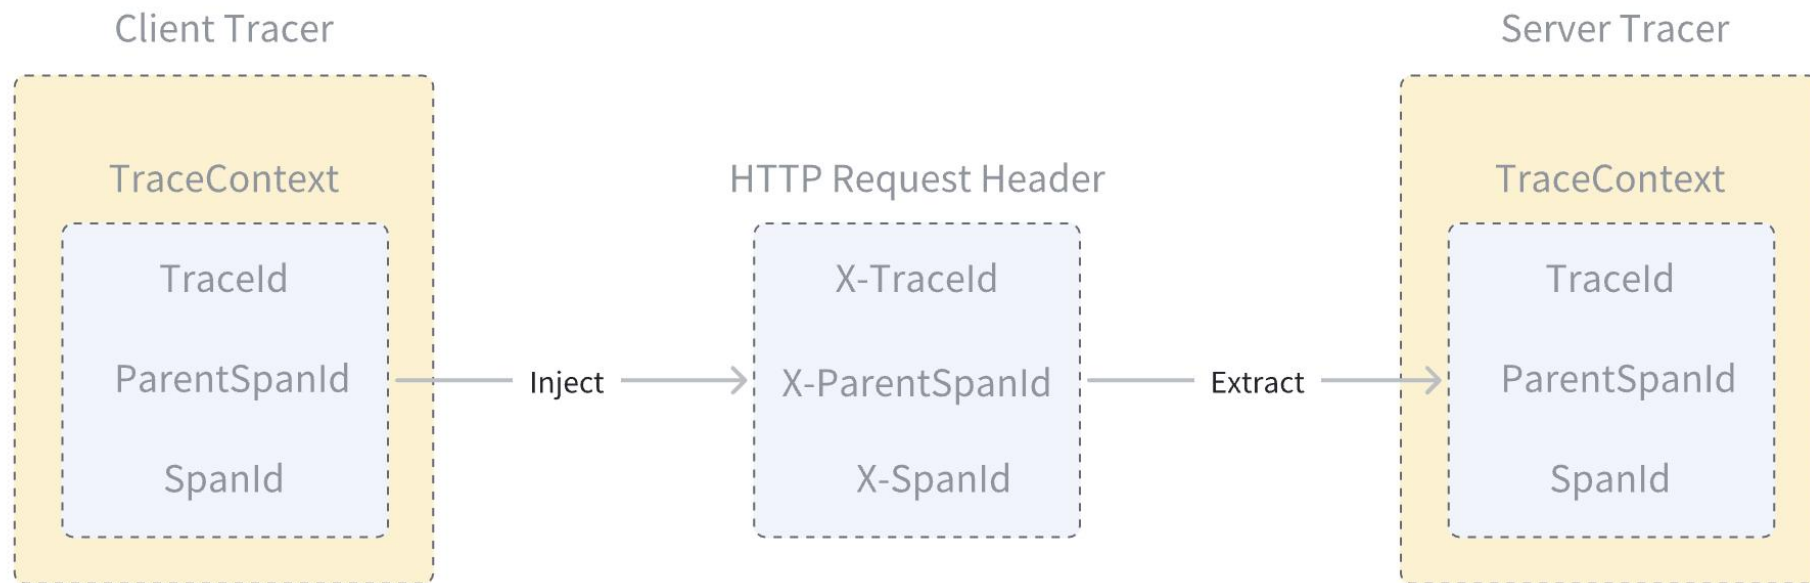 Client Tracer
Server Tracer
TraceContext
HTTP Request Header
TraceContext
TraceId
X-TraceId
TraceId
ParentSpanId
Inject
X-ParentSpanId
Extract
ParentSpanId
SpanId
X-SpanId
SpanId